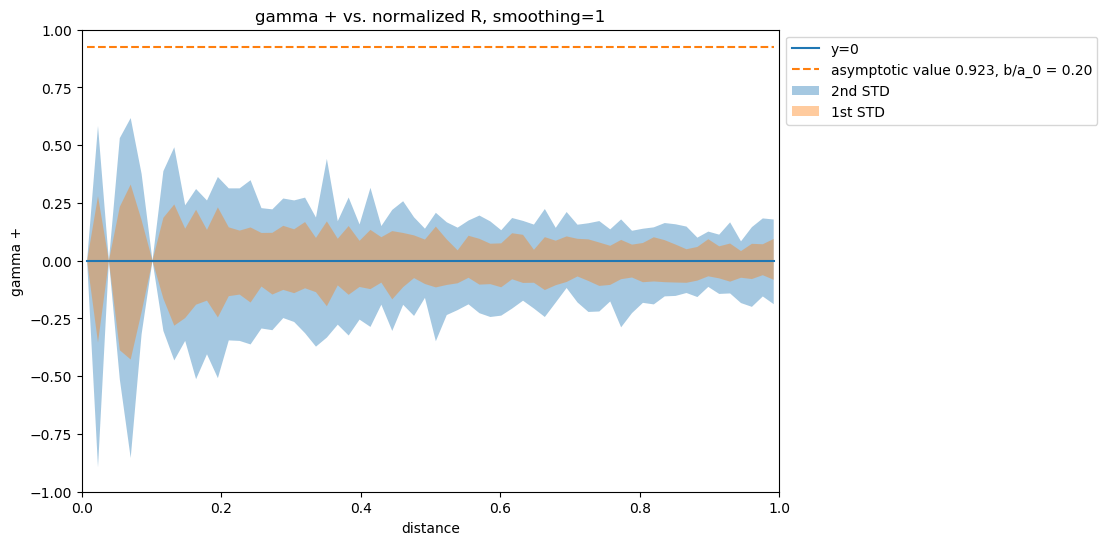 gamma + vs. normalized R, smoothing=1
1.00
0.75
0.50
0.25
0.00
−0.25
−0.50
−0.75
−1.00
gamma +
0.0
0.2
0.4
0.6
0.8
1.0
distance
y=0
asymptotic value 0.923, b/a_0 = 0.20
2nd STD
1st STD